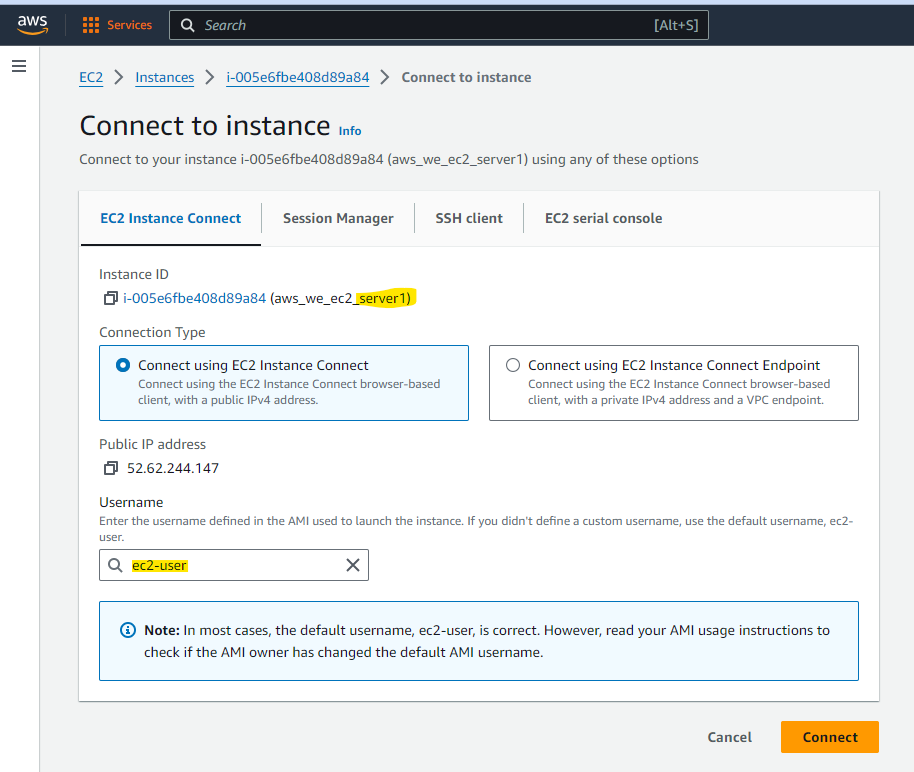 aws Services Search [Alt+S]
EC2 Instances i-005e6fbe408d89a84 Connect to instance
Connect to instance Info
Connect to your instance i-005e6fbe408d89a84 (aws_we_ec2_server1) using any of these options
EC2 Instance Connect Session Manager SSH client EC2 serial console
Instance ID
i-005e6fbe408d89a84 (aws_we_ec2_server1)
Connection Type
Connect using EC2 Instance Connect
Connect using the EC2 Instance Connect browser-based
client, with a public IPv4 address.
Connect using EC2 Instance Connect Endpoint
Connect using the EC2 Instance Connect browser-based
client, with a private IPv4 address and a VPC endpoint.
Public IP address
52.62.244.147
Username
Enter the username defined in the AMI used to launch the instance. If you didn't define a custom username, use the default username, ec2-
user.
ec2-user
Note: In most cases, the default username, ec2-user, is correct. However, read your AMI usage instructions to
check if the AMI owner has changed the default AMI username.
Cancel Connect